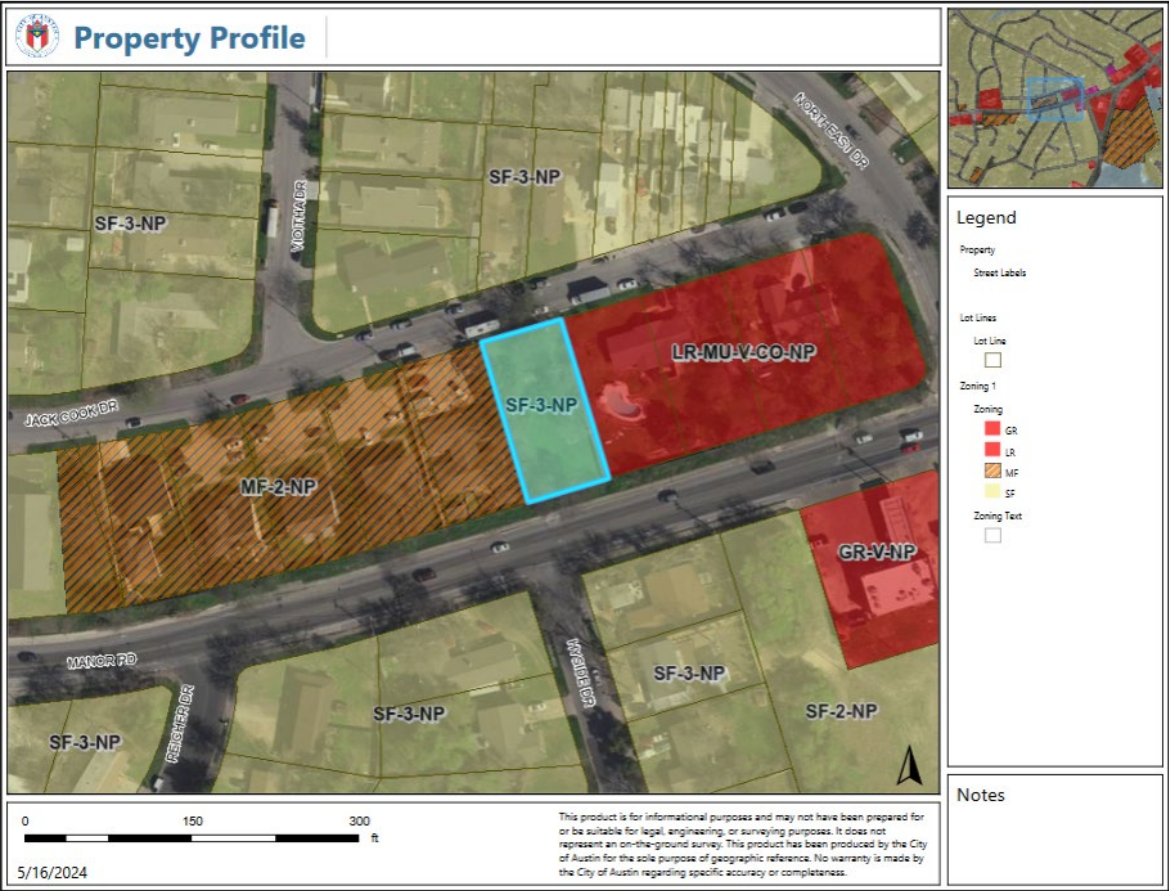 Property Profile
NORTHEAST DR
VIOTHA DR
SF-3-NP
SF-3-NP
LR-MU-V-CO-NP
SF-3-NP
JACK COOK DR
MF-2-NP
GR-V-NP
MANOR RD
HAYSIDE DR
SF-3-NP
SF-3-NP
SF-2-NP
SF-3-NP
REICHER DR
Legend
Property
Street Labels
Lot Lines
Lot Line
Zoning 1
Zoning
GR
LR
MF
SF
Zoning Text
Notes
0 150 300
ft
5/16/2024
This product is for informational purposes and may not have been prepared for
or be suitable for legal, engineering, or surveying purposes. It does not
represent an on-the-ground survey. This product has been produced by the City
of Austin for the sole purpose of geographic reference. No warranty is made by
the City of Austin regarding specific accuracy or completeness.